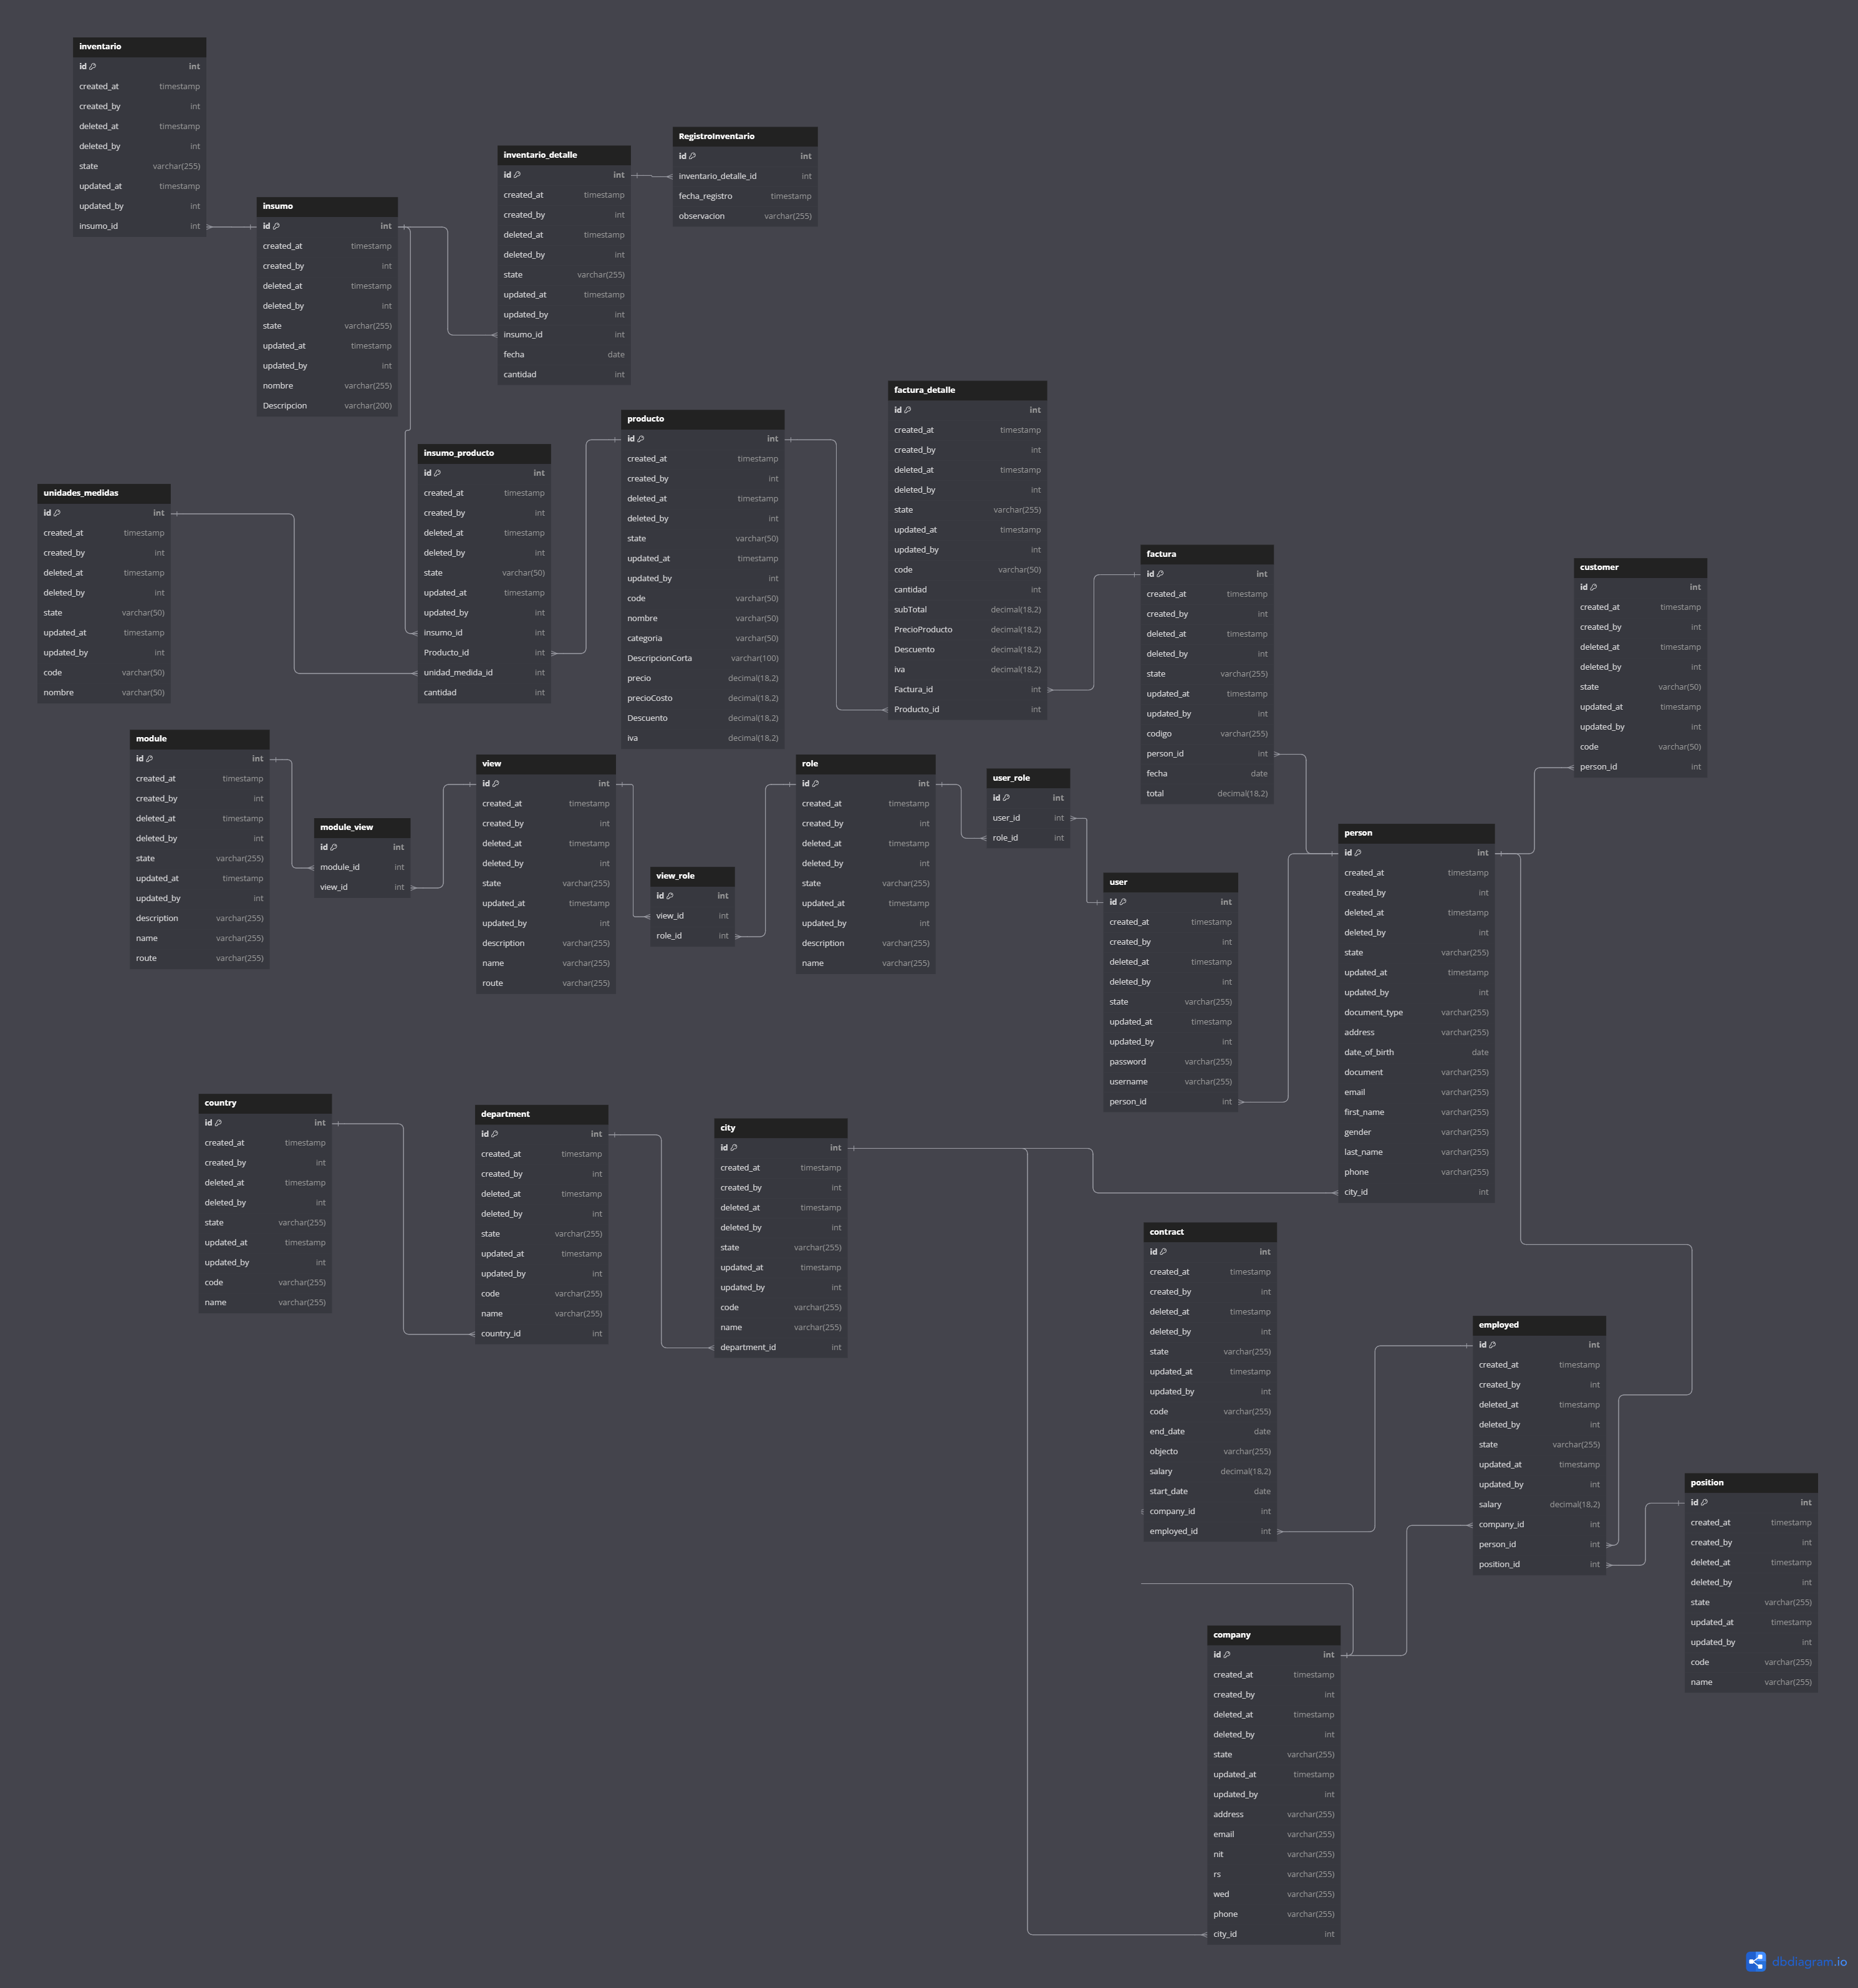 inventario
id int
created_at timestamp
created_by int
deleted_at timestamp
deleted_by int
state varchar(255)
updated_at timestamp
updated_by int
insumo_id int
insumo
id int
created_at timestamp
created_by int
deleted_at timestamp
deleted_by int
state varchar(255)
updated_at timestamp
updated_by int
nombre varchar(255)
Descripcion varchar(200)
inventario_detalle
id int
created_at timestamp
created_by int
deleted_at timestamp
deleted_by int
state varchar(255)
updated_at timestamp
updated_by int
insumo_id int
fecha date
cantidad int
RegistroInventario
id int
inventario_detalle_id int
fecha_registro timestamp
observacion varchar(255)
unidades_medidas
id int
created_at timestamp
created_by int
deleted_at timestamp
deleted_by int
state varchar(50)
updated_at timestamp
updated_by int
code varchar(50)
nombre varchar(50)
insumo_producto
id int
created_at timestamp
created_by int
deleted_at timestamp
deleted_by int
state varchar(50)
updated_at timestamp
updated_by int
insumo_id int
Producto_id int
unidad_medida_id int
cantidad int
producto
id int
created_at timestamp
created_by int
deleted_at timestamp
deleted_by int
state varchar(50)
updated_at timestamp
updated_by int
code varchar(50)
nombre varchar(50)
categoria varchar(50)
DescripcionCorta varchar(100)
precio decimal(18,2)
precioCosto decimal(18,2)
Descuento decimal(18,2)
iva decimal(18,2)
factura_detalle
id int
created_at timestamp
created_by int
deleted_at timestamp
deleted_by int
state varchar(255)
updated_at timestamp
updated_by int
code varchar(50)
cantidad int
subTotal decimal(18,2)
PrecioProducto decimal(18,2)
Descuento decimal(18,2)
iva decimal(18,2)
Factura_id int
Producto_id int
factura
id int
created_at timestamp
created_by int
deleted_at timestamp
deleted_by int
state varchar(255)
updated_at timestamp
updated_by int
codigo varchar(255)
person_id int
fecha date
total decimal(18,2)
customer
id int
created_at timestamp
created_by int
deleted_at timestamp
deleted_by int
state varchar(50)
updated_at timestamp
updated_by int
code varchar(50)
person_id int
module
id int
created_at timestamp
created_by int
deleted_at timestamp
deleted_by int
state varchar(255)
updated_at timestamp
updated_by int
description varchar(255)
name varchar(255)
route varchar(255)
module_view
id int
module_id int
view_id int
view
id int
created_at timestamp
created_by int
deleted_at timestamp
deleted_by int
state varchar(255)
updated_at timestamp
updated_by int
description varchar(255)
name varchar(255)
route varchar(255)
view_role
id int
view_id int
role_id int
role
id int
created_at timestamp
created_by int
deleted_at timestamp
deleted_by int
state varchar(255)
updated_at timestamp
updated_by int
description varchar(255)
name varchar(255)
user_role
id int
user_id int
role_id int
user
id int
created_at timestamp
created_by int
deleted_at timestamp
deleted_by int
state varchar(255)
updated_at timestamp
updated_by int
password varchar(255)
username varchar(255)
person_id int
person
id int
created_at timestamp
created_by int
deleted_at timestamp
deleted_by int
state varchar(255)
updated_at timestamp
updated_by int
document_type varchar(255)
address varchar(255)
date_of_birth date
document varchar(255)
email varchar(255)
first_name varchar(255)
gender varchar(255)
last_name varchar(255)
phone varchar(255)
city_id int
country
id int
created_at timestamp
created_by int
deleted_at timestamp
deleted_by int
state varchar(255)
updated_at timestamp
updated_by int
code varchar(255)
name varchar(255)
department
id int
created_at timestamp
created_by int
deleted_at timestamp
deleted_by int
state varchar(255)
updated_at timestamp
updated_by int
code varchar(255)
name varchar(255)
country_id int
city
id int
created_at timestamp
created_by int
deleted_at timestamp
deleted_by int
state varchar(255)
updated_at timestamp
updated_by int
code varchar(255)
name varchar(255)
department_id int
contract
id int
created_at timestamp
created_by int
deleted_at timestamp
deleted_by int
state varchar(255)
updated_at timestamp
updated_by int
code varchar(255)
end_date date
objecto varchar(255)
salary decimal(18,2)
start_date date
company_id int
employed_id int
employed
id int
created_at timestamp
created_by int
deleted_at timestamp
deleted_by int
state varchar(255)
updated_at timestamp
updated_by int
salary decimal(18,2)
company_id int
person_id int
position_id int
position
id int
created_at timestamp
created_by int
deleted_at timestamp
deleted_by int
state varchar(255)
updated_at timestamp
updated_by int
code varchar(255)
name varchar(255)
company
id int
created_at timestamp
created_by int
deleted_at timestamp
deleted_by int
state varchar(255)
updated_at timestamp
updated_by int
address varchar(255)
email varchar(255)
nit varchar(255)
rs varchar(255)
wed varchar(255)
phone varchar(255)
city_id int
dbdiagram.io